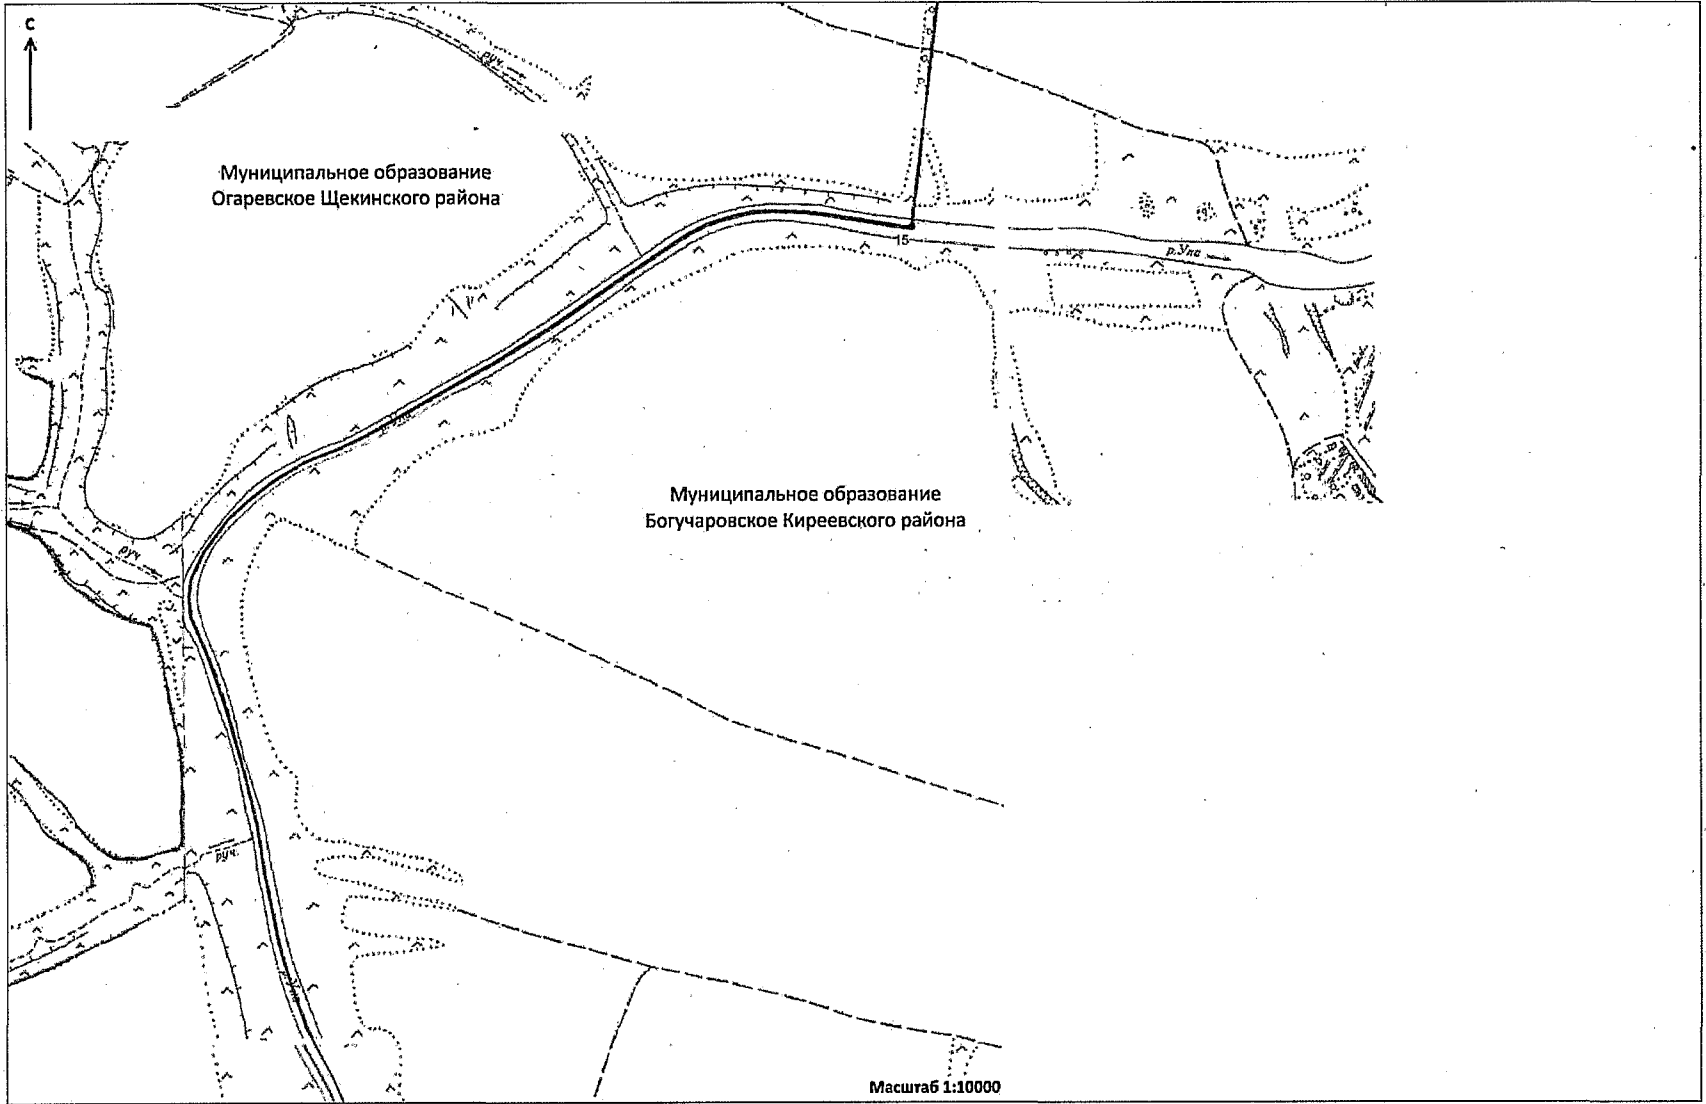 С
руч.
Муниципальное образование
Огаревское Щекинского района
15
р.Упа
Муниципальное образование
Богучаровское Киреевского района
руч
руч.
Масштаб 1:10000